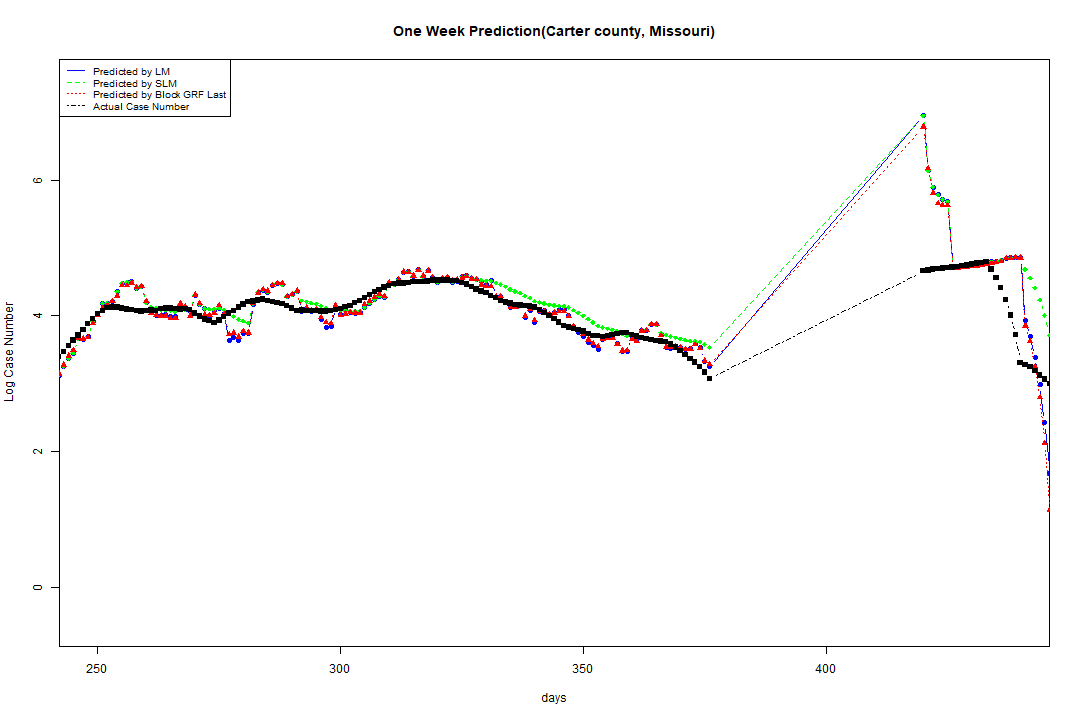 One Week Prediction(Carter county, Missouri)
Predicted by LM
Predicted by SLM
Predicted by Block GRF Last
Actual Case Number
Log Case Number
6
4
2
0
250 300 350 400
days